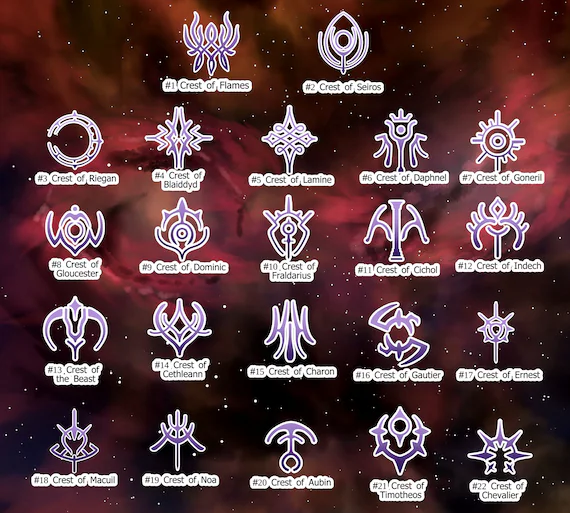 #1 Crest of Flames
#2 Crest of Seiros
#3 Crest of Riegan
#4 Crest of
Blaiddyd
#5 Crest of Lamine
#6 Crest of Daphnel
#7 Crest of Goneril
#8 Crest of
Gloucester
#9 Crest of Dominic
#10 Crest of
Fraldarius
#11 Crest of Cichol
#12 Crest of Indech
#13 Crest of
the Beast
#14 Crest of
Cethleann
#15 Crest of Charon
#16 Crest of Gautier
#17 Crest of Ernest
#18 Crest of Macuil
#19 Crest of Noa
#20 Crest of Aubin
#21 Crest of
Timotheos
#22 Crest of
Chevalier